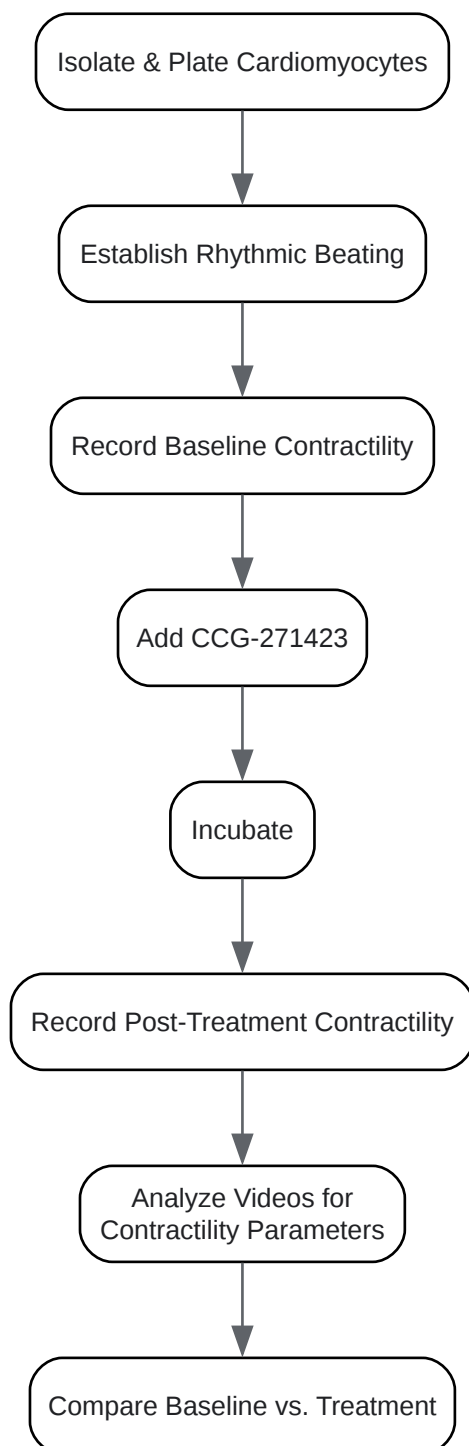 Isolate & Plate Cardiomyocytes
Establish Rhythmic Beating
Record Baseline Contractility
Add CCG-271423
Incubate
Record Post-Treatment Contractility
Analyze Videos for
Contractility Parameters
Compare Baseline vs. Treatment